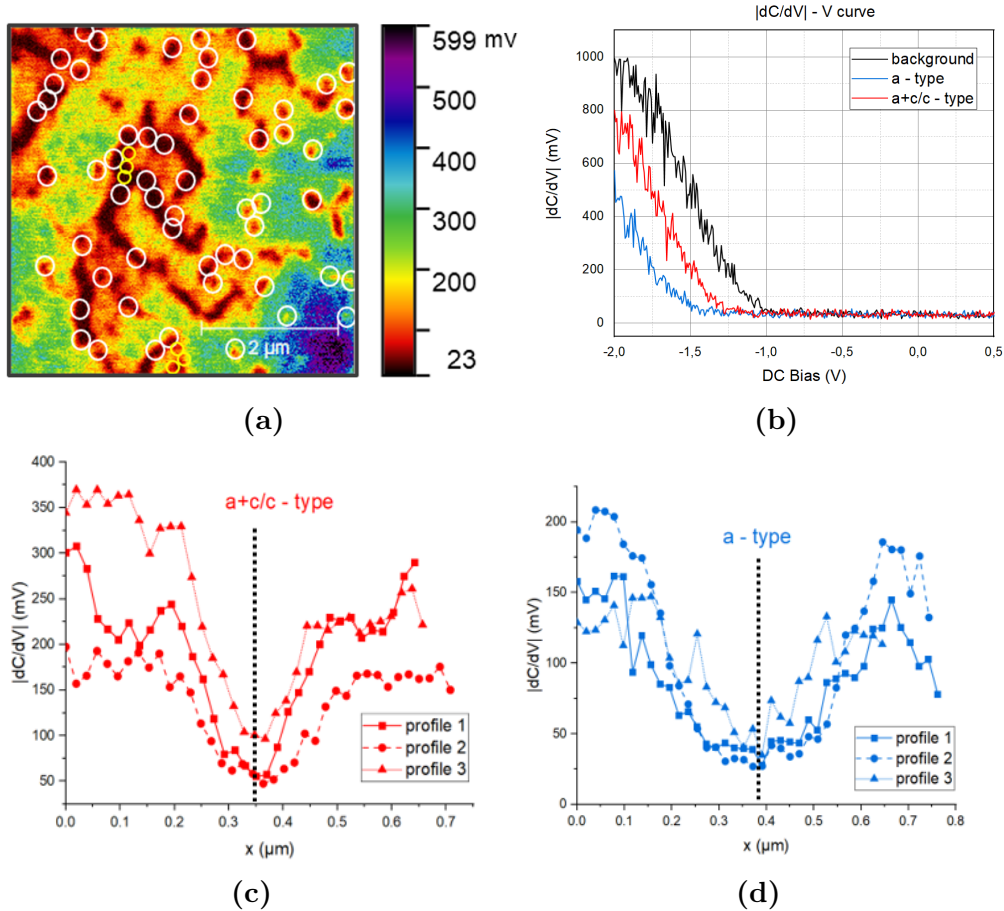 599 mV
500
400
300
200
23
2 μm
(a)
|dC/dV| - V curve
background
a - type
a+c/c - type
|dC/dV| (mV)
1000
800
600
400
200
0
-2,0 -1,5 -1,0 -0,5 0,0 0,5
DC Bias (V)
(b)
a+c/c - type
|dC/dV| (mV)
400
350
300
250
200
150
100
50
profile 1
profile 2
profile 3
0.0 0.1 0.2 0.3 0.4 0.5 0.6 0.7
x (μm)
(c)
a - type
|dC/dV| (mV)
200
150
100
50
0
profile 1
profile 2
profile 3
0.0 0.1 0.2 0.3 0.4 0.5 0.6 0.7 0.8
x (μm)
(d)